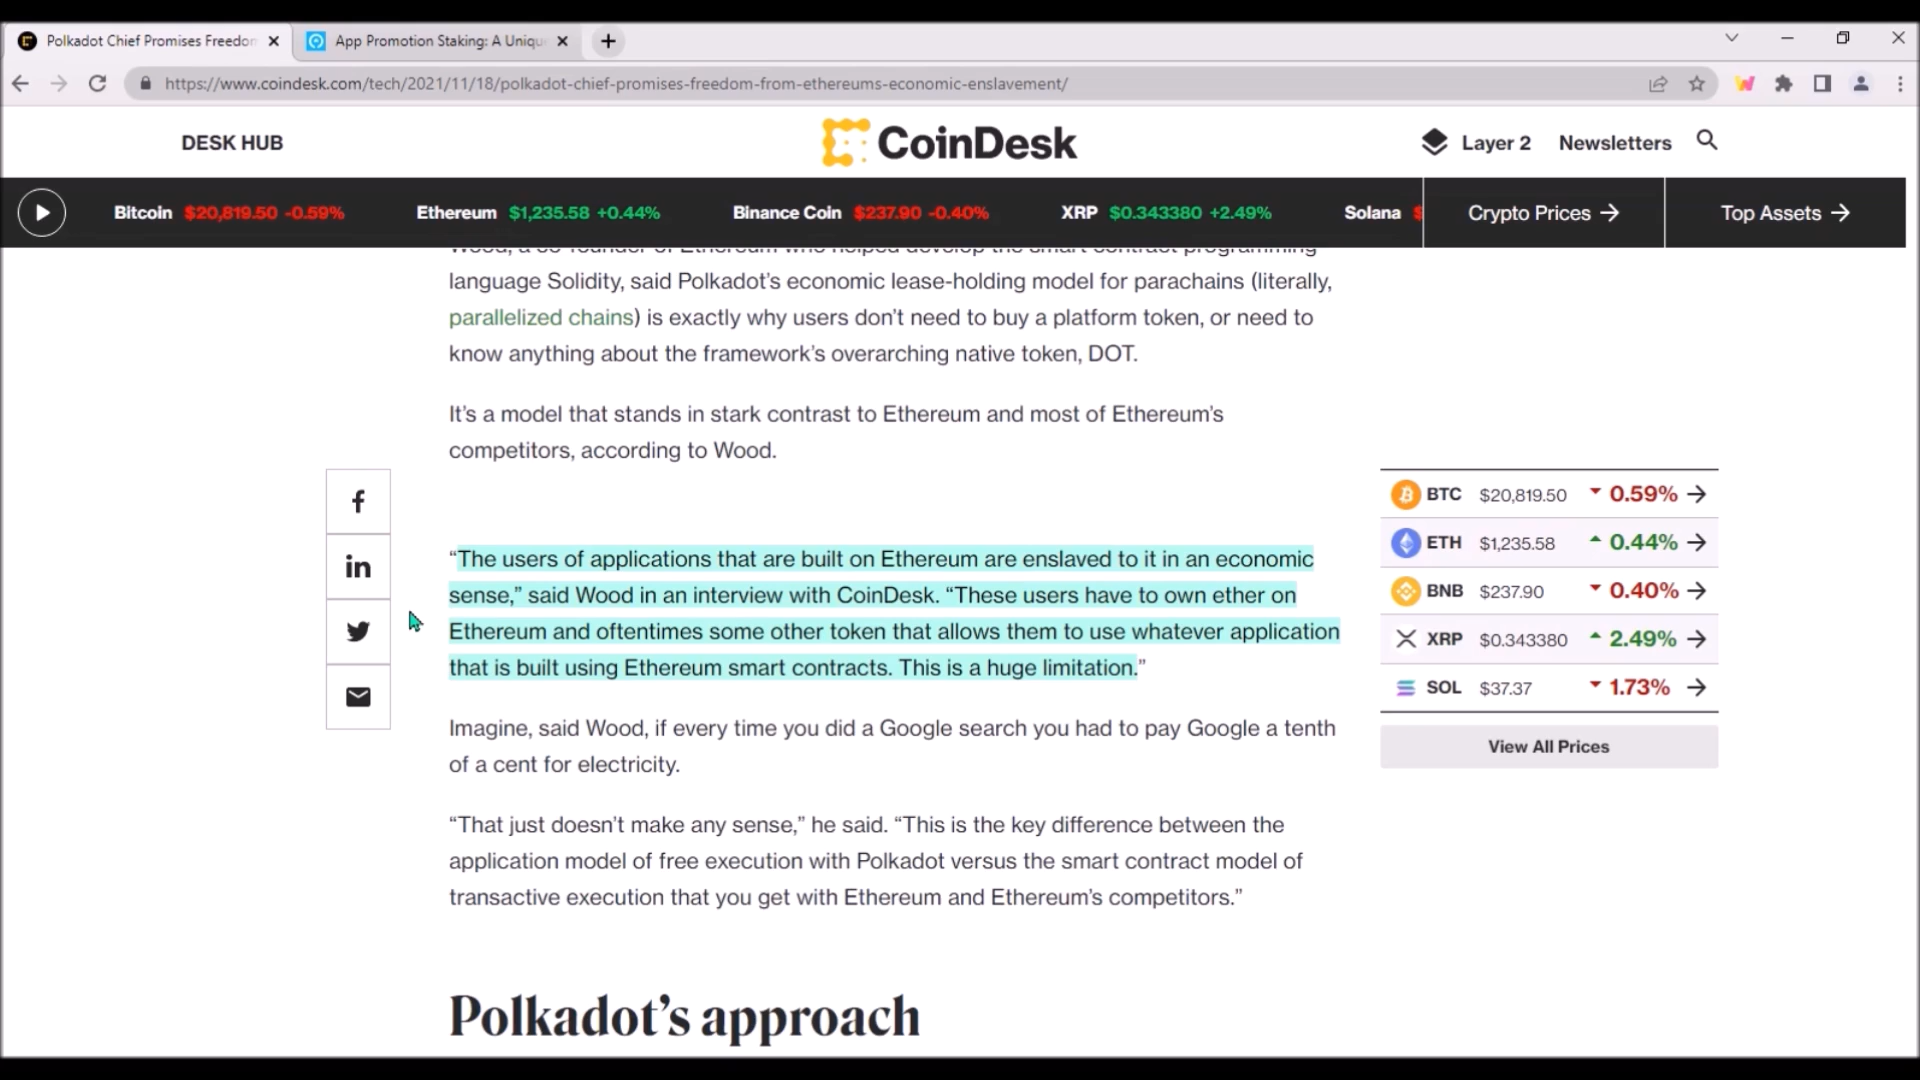 Polkadot Chief Promises Freedom
App Promotion Staking: A Uniqu
https://www.coindesk.com/tech/2021/11/18/polkadot-chief-promises-freedom-from-ethereums-economic-enslavement/
DESK HUB
CoinDesk
Layer 2
Newsletters
Bitcoin $20,819.50 -0.59%
Ethereum $1,235.58 +0.44%
Binance Coin $237.90 -0.40%
XRP $0.343380 +2.49%
Solana $
Crypto Prices →
Top Assets →
Wood, a co-founder of Ethereum who helped develop the smart contract programming
language Solidity, said Polkadot’s economic lease-holding model for parachains (literally,
parallelized chains) is exactly why users don’t need to buy a platform token, or need to
know anything about the framework’s overarching native token, DOT.
It’s a model that stands in stark contrast to Ethereum and most of Ethereum’s
competitors, according to Wood.
“The users of applications that are built on Ethereum are enslaved to it in an economic
sense,” said Wood in an interview with CoinDesk. “These users have to own ether on
Ethereum and oftentimes some other token that allows them to use whatever application
that is built using Ethereum smart contracts. This is a huge limitation.”
Imagine, said Wood, if every time you did a Google search you had to pay Google a tenth
of a cent for electricity.
“That just doesn’t make any sense,” he said. “This is the key difference between the
application model of free execution with Polkadot versus the smart contract model of
transactive execution that you get with Ethereum and Ethereum’s competitors.”
Polkadot’s approach
BTC $20,819.50 0.59% →
ETH $1,235.58 0.44% →
BNB $237.90 0.40% →
XRP $0.343380 2.49% →
SOL $37.37 1.73% →
View All Prices